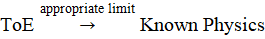 appropriate limit
ToE → Known Physics